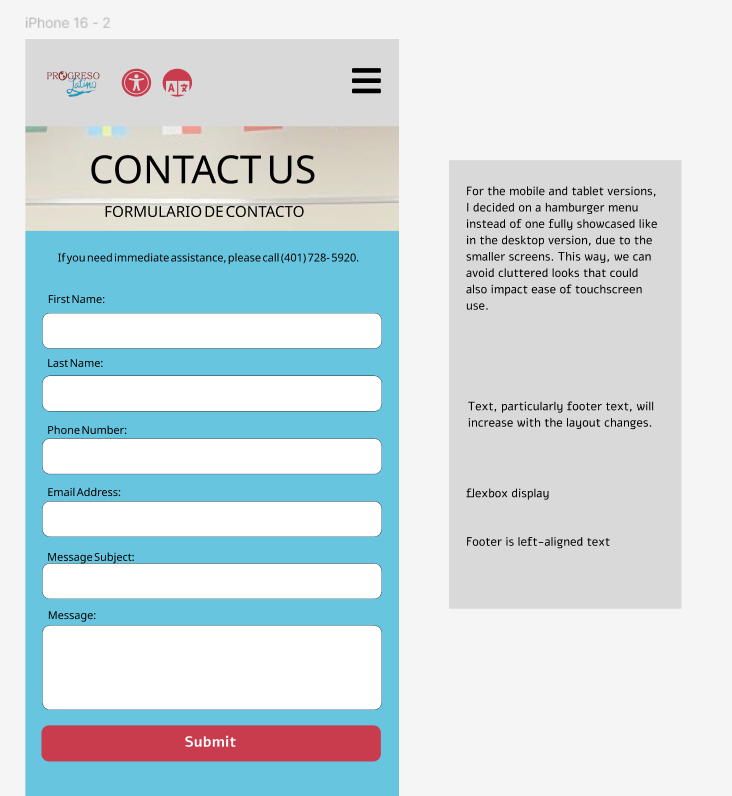 iPhone 16 - 2
PROGRESO
Latino
A 文
CONTACT US
FORMULARIO DE CONTACTO
If you need immediate assistance, please call (401) 728- 5920.
First Name:
Last Name:
Phone Number:
Email Address:
Message Subject:
Message:
Submit
For the mobile and tablet versions,
I decided on a hamburger menu
instead of one fully showcased like
in the desktop version, due to the
smaller screens. This way, we can
avoid cluttered looks that could
also impact ease of touchscreen
use.
Text, particularly footer text, will
increase with the layout changes.
flexbox display
Footer is left-aligned text